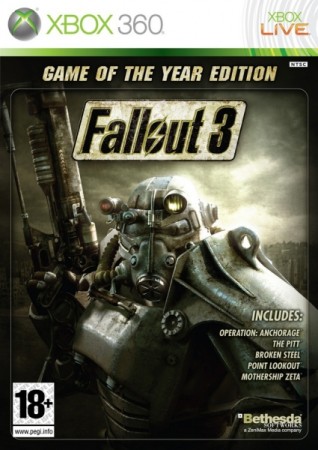 XBOX 360
XBOX
LIVE
NTSC
GAME OF THE YEAR EDITION
Fallout 3
INCLUDES:
OPERATION: ANCHORAGE
THE PITT
BROKEN STEEL
POINT LOOKOUT
MOTHERSHIP ZETA
18+
www.pegi.info
Bethesda
SOFTWORKS
a ZeniMax Media company